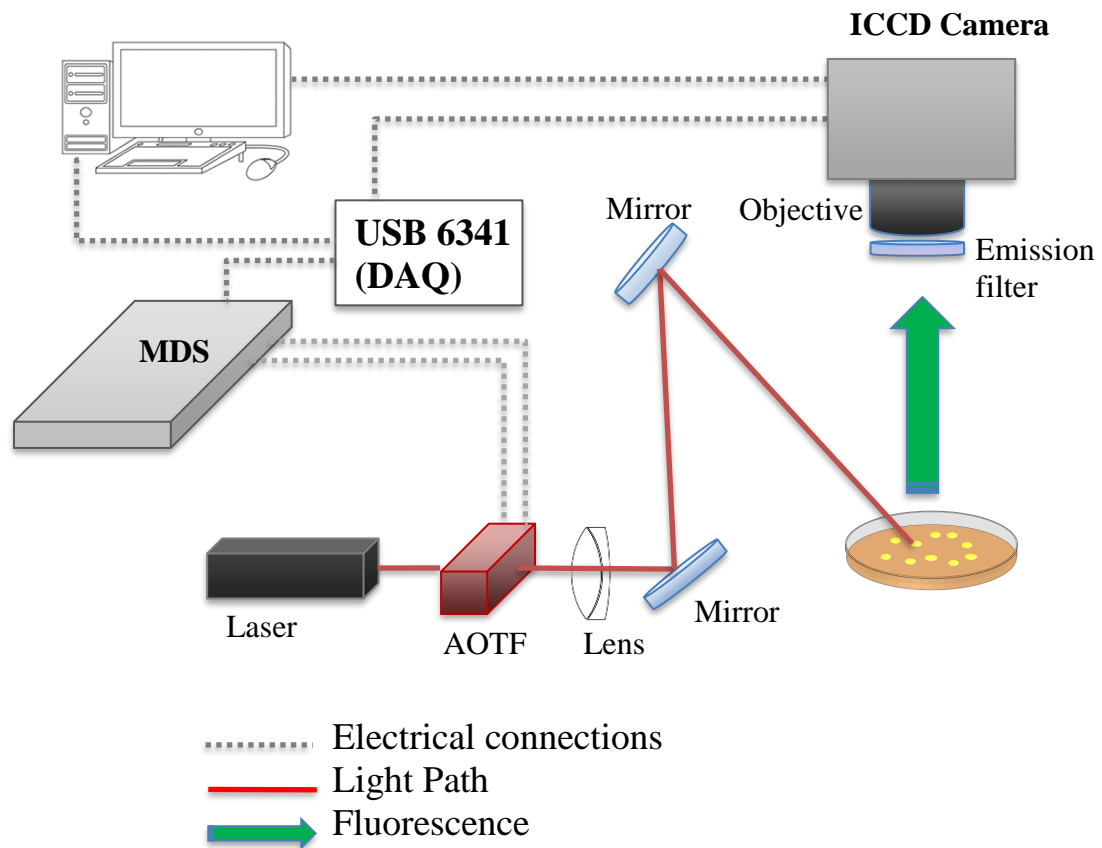 ICCD Camera
Mirror
Objective
USB 6341
(DAQ)
Emission
filter
MDS
Laser
AOTF
Lens
Mirror
Electrical connections
Light Path
Fluorescence